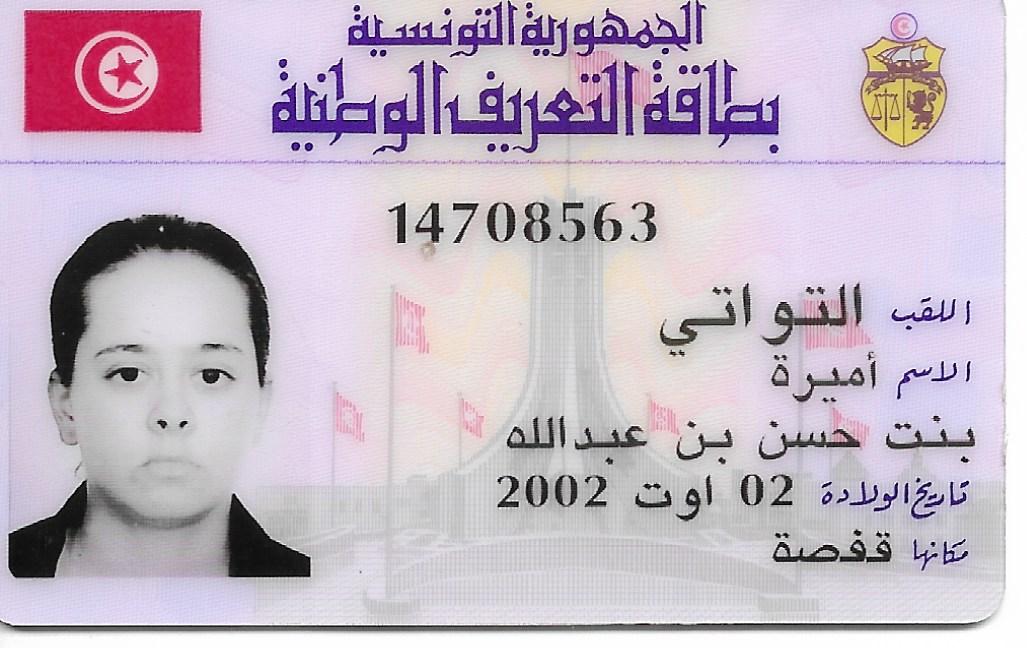 الجمهورية التونسية
بطاقة التعريف الوطنية
14708563
اللقب التواتي
الاسم أميرة
بنت حسن بن عبدالله
تاريخ الولادة 02 اوت 2002
مكانها قفصة